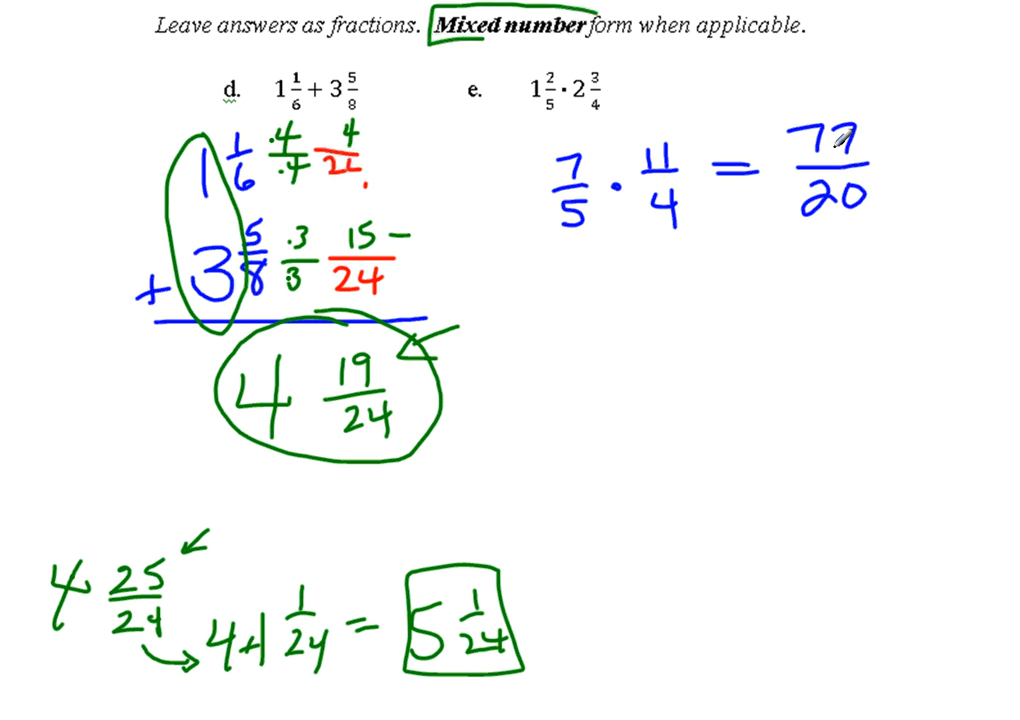 Leave answers as fractions. Mixed number form when applicable.
d. 1 1/6 + 3 5/8
e. 1 2/5 · 2 3/4
1 1/6 ·4/·4 4/24
+ 3 5/8 ·3/3 15/24
4 19/24
7/5 · 11/4 = 77/20
4 25/24
4+1 1/24 = 5 1/24